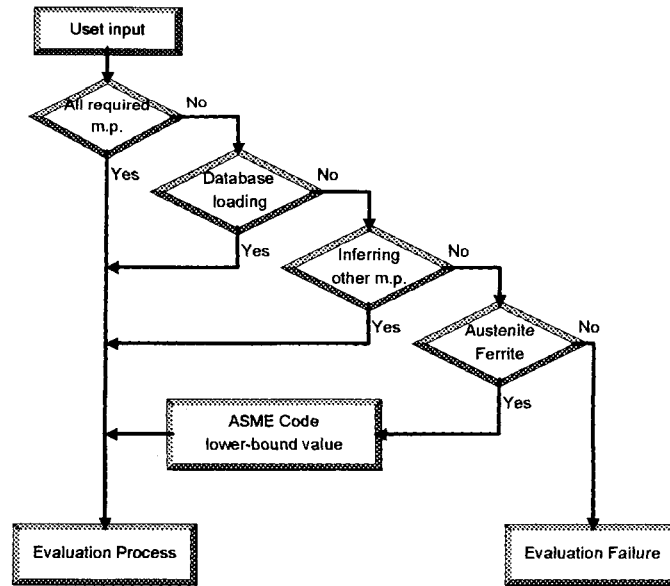 Uset input
All required
m.p.
No
Yes
Database
loading
No
Yes
Inferring
other m.p.
No
Yes
Austenite
Ferrite
No
Yes
ASME Code
lower-bound value
Evaluation Process
Evaluation Failure